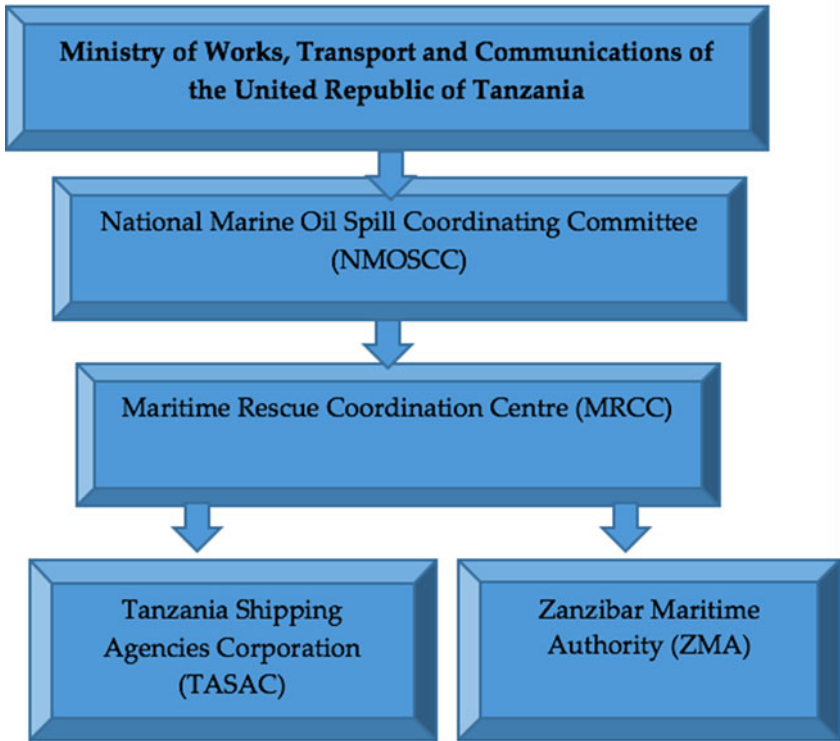 Ministry of Works, Transport and Communications of
the United Republic of Tanzania
National Marine Oil Spill Coordinating Committee
(NMOSCC)
Maritime Rescue Coordination Centre (MRCC)
Tanzania Shipping
Agencies Corporation
(TASAC)
Zanzibar Maritime
Authority (ZMA)